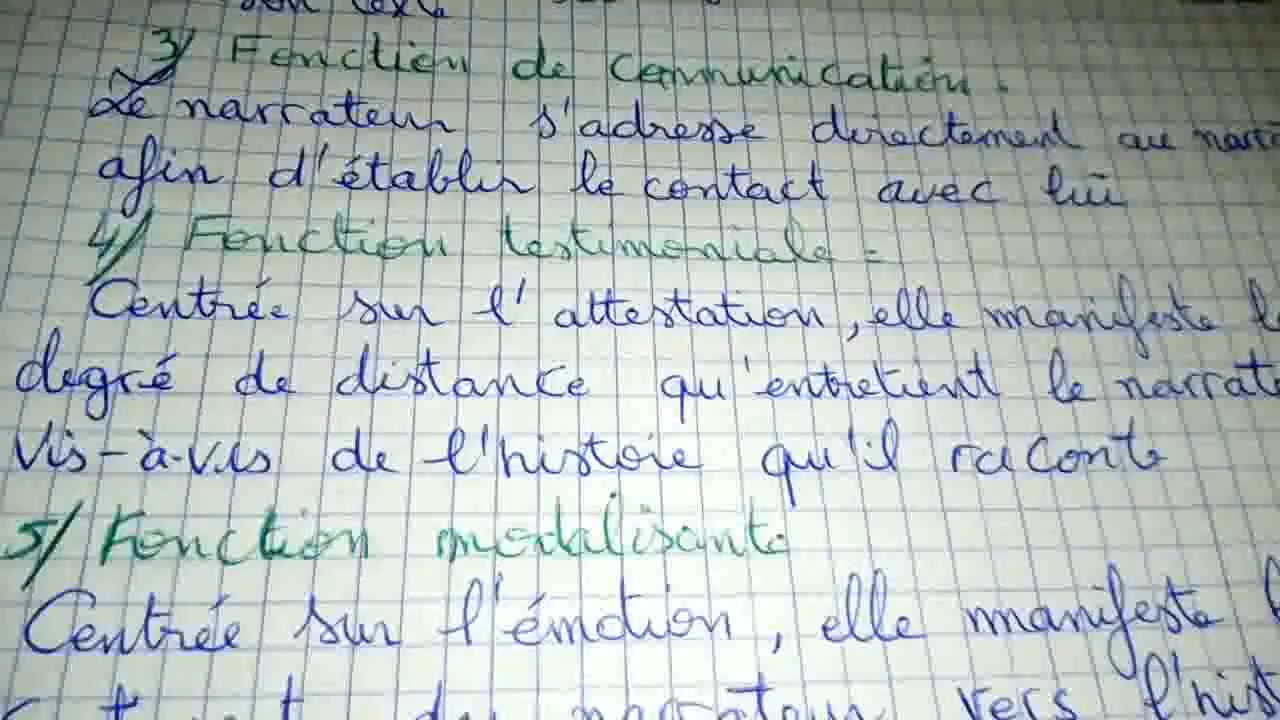 3/ Fonction de communication :
Le narrateur s'adresse directement au
afin d'établir le contact avec lui
4/ Fonction testimoniale :
Centrée sur l'attestation, elle manifeste
degré de distance qu'entretient le
vis-à-vis de l'histoire qu'il raconte
5/ Fonction modalisante
Centrée sur l'émotion, elle manifeste
vers